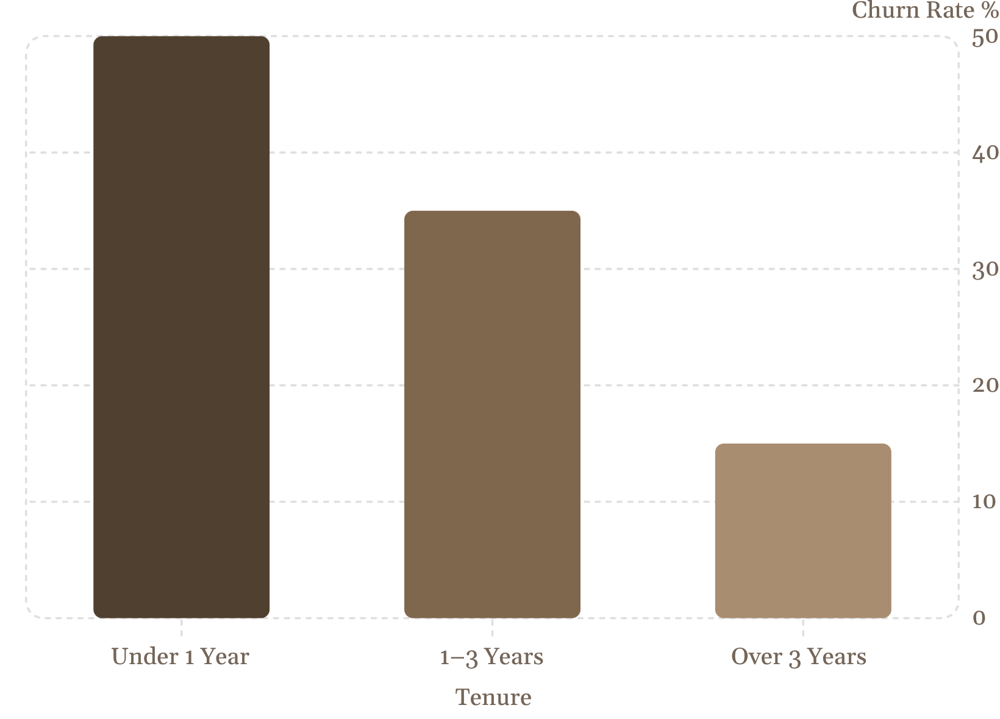 Churn Rate %
50
40
30
20
10
0
Under 1 Year
1–3 Years
Over 3 Years
Tenure